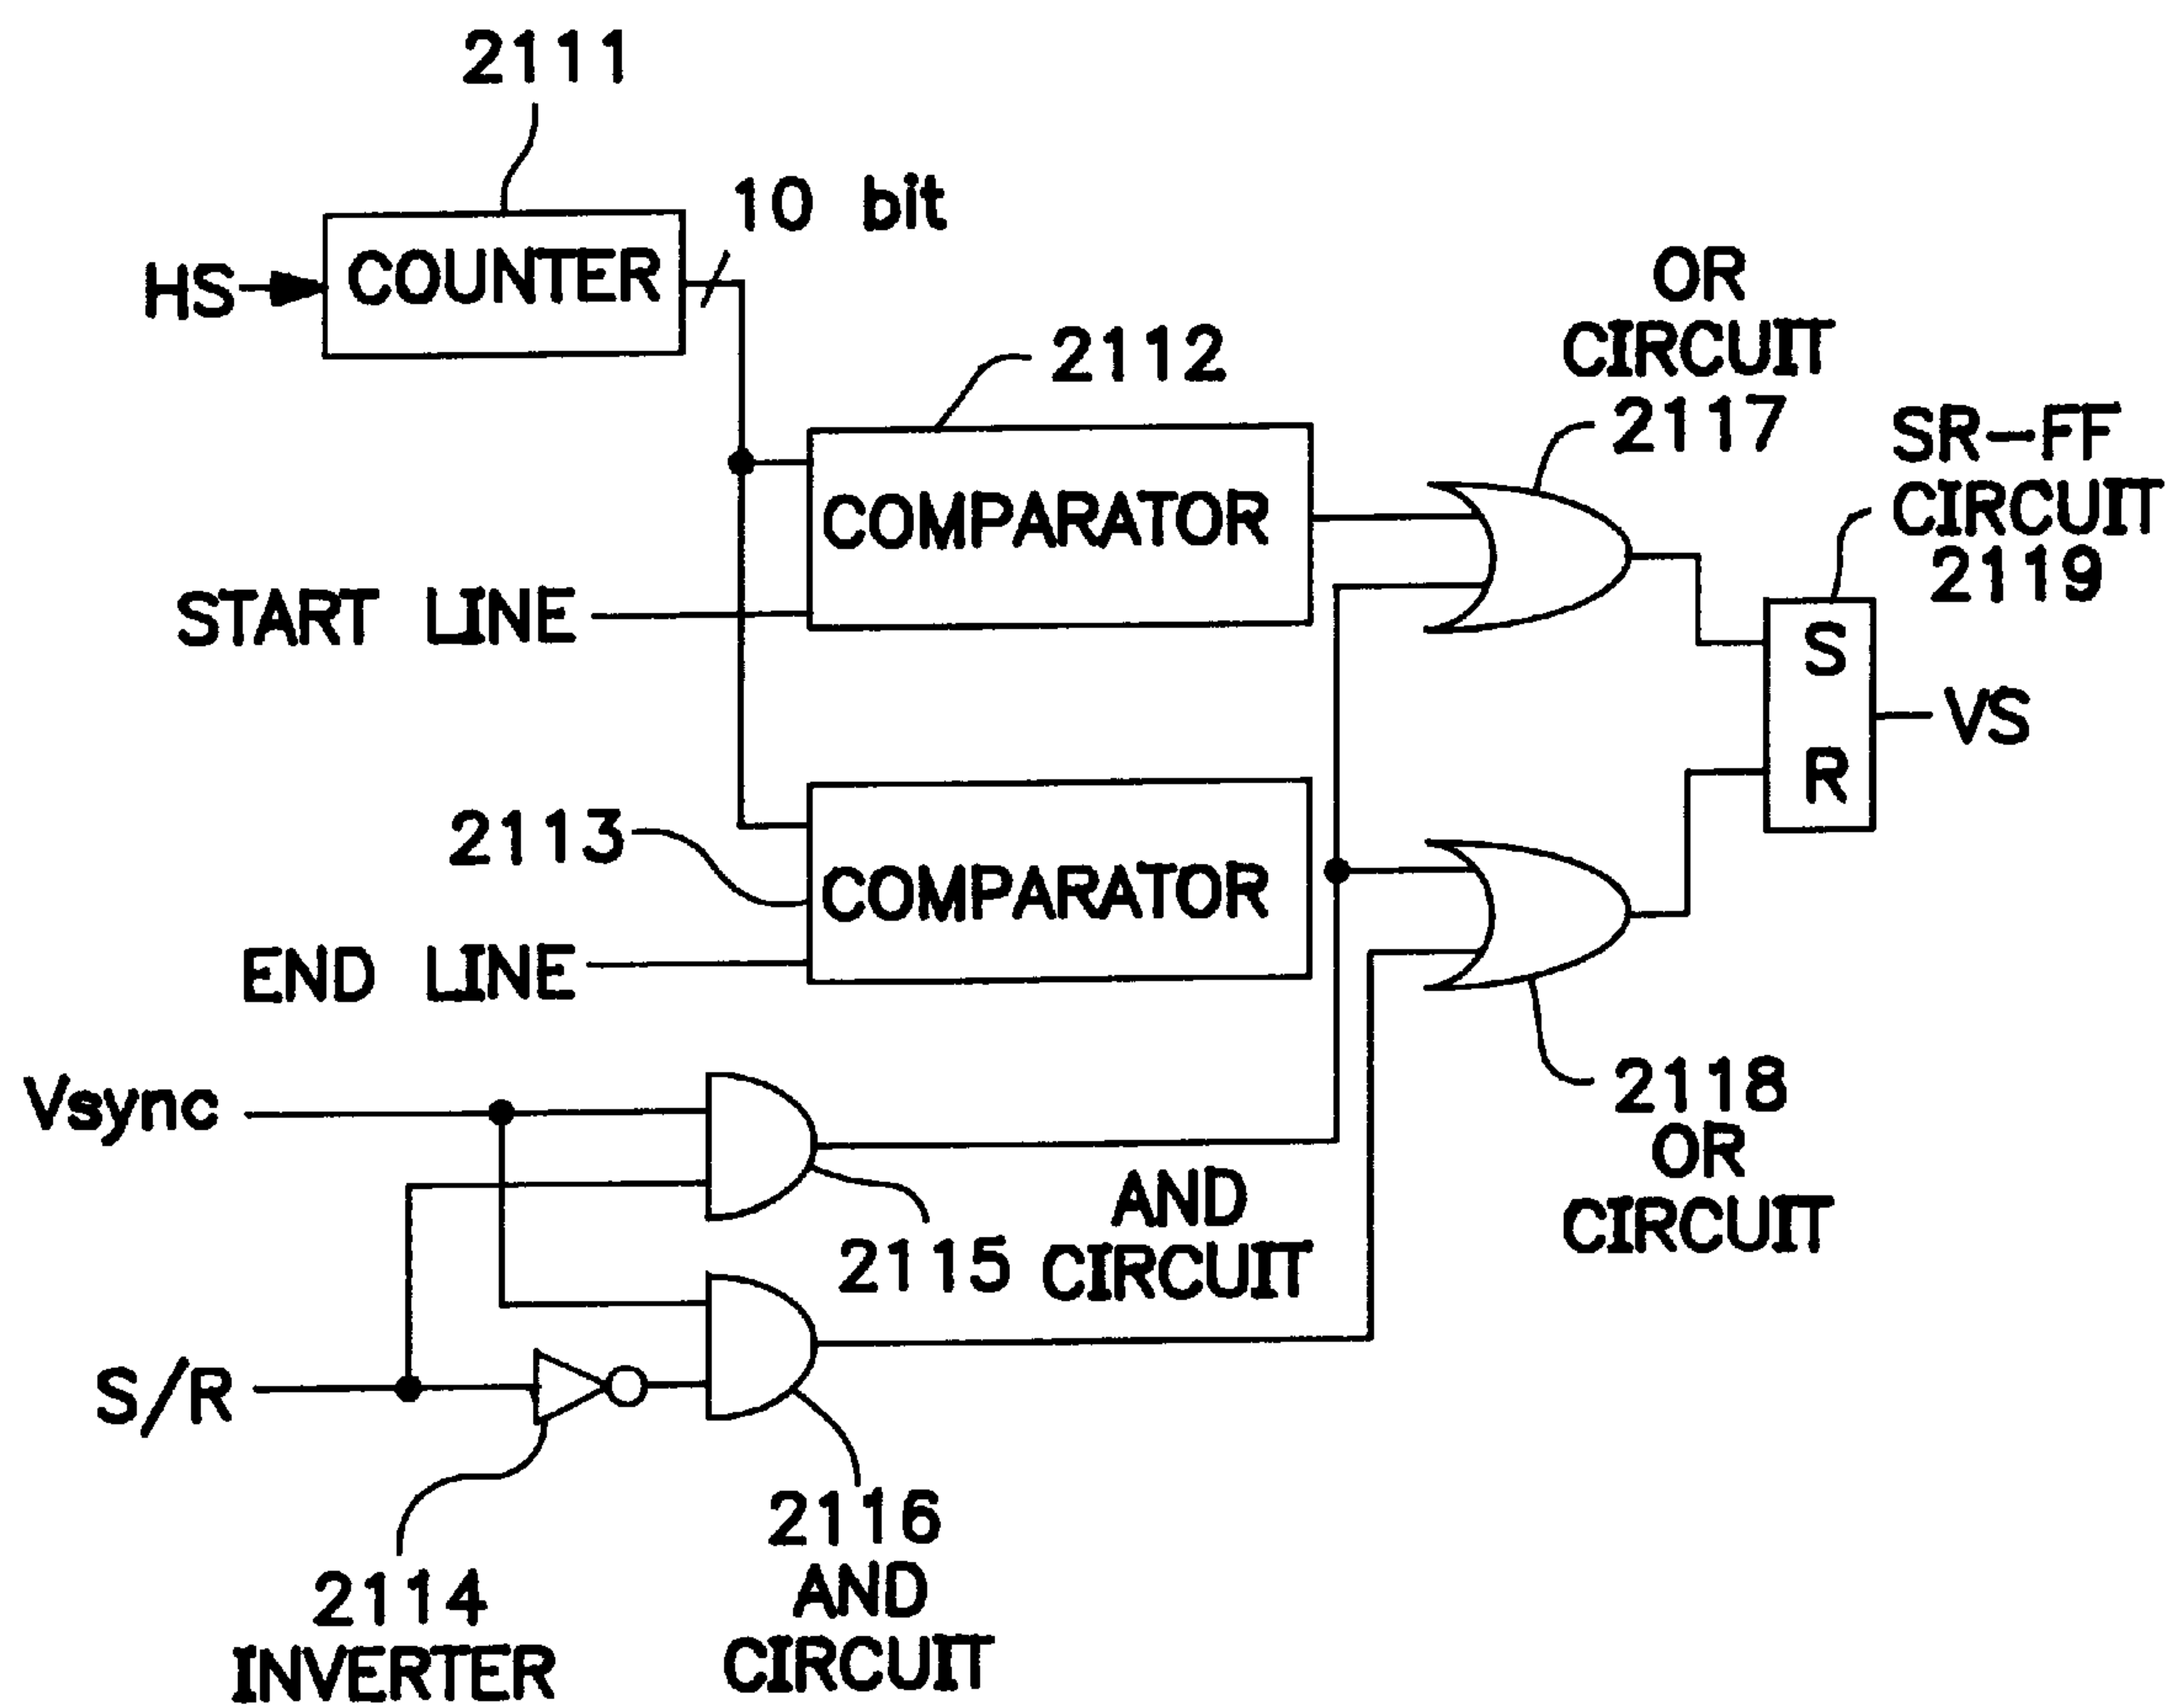 2111
10 bit
HS
COUNTER
OR
CIRCUIT
2117
2112
SR-FF
CIRCUIT
2119
COMPARATOR
START LINE
S
R
VS
2113
COMPARATOR
END LINE
2118
OR
CIRCUIT
Vsync
AND
CIRCUIT
2115
S/R
2116
AND
CIRCUIT
2114
INVERTER